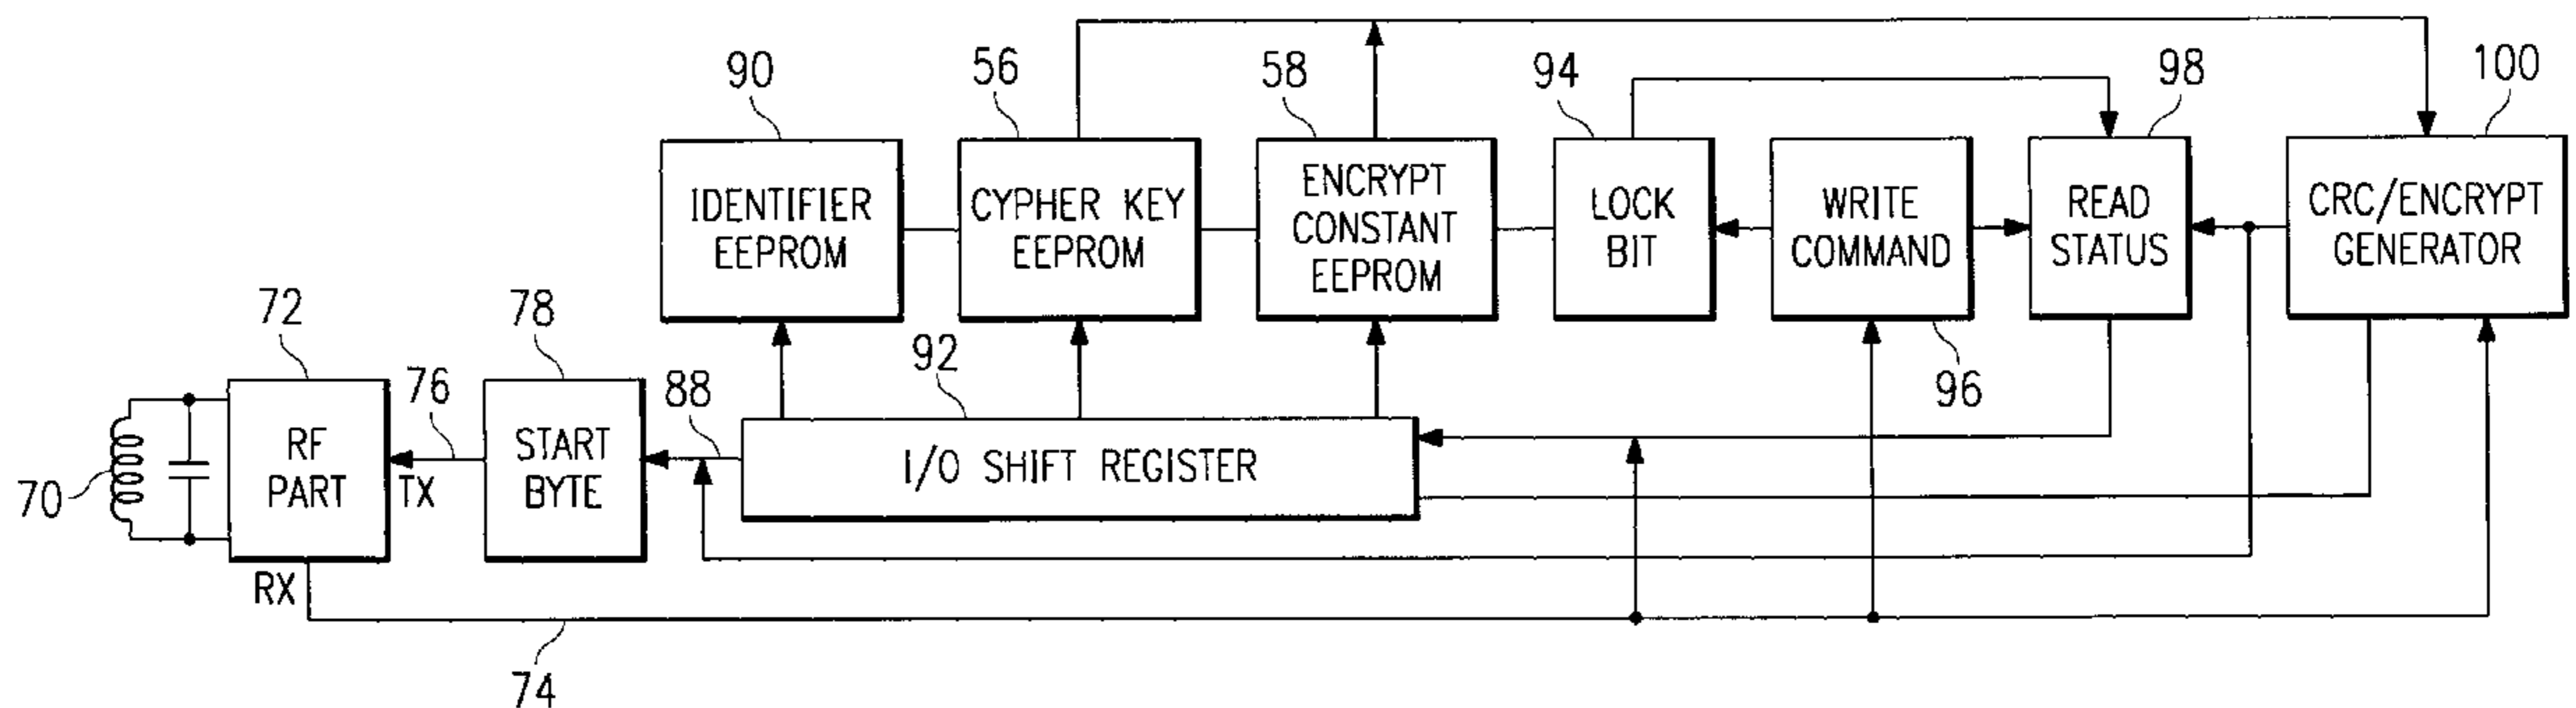 90
56
58
94
98
100
IDENTIFIER
EEPROM
CYPHER KEY
EEPROM
ENCRYPT
CONSTANT
EEPROM
LOCK
BIT
WRITE
COMMAND
READ
STATUS
CRC/ENCRYPT
GENERATOR
72
78
92
96
76
88
70
RF
PART
TX
START
BYTE
I/O SHIFT REGISTER
RX
74